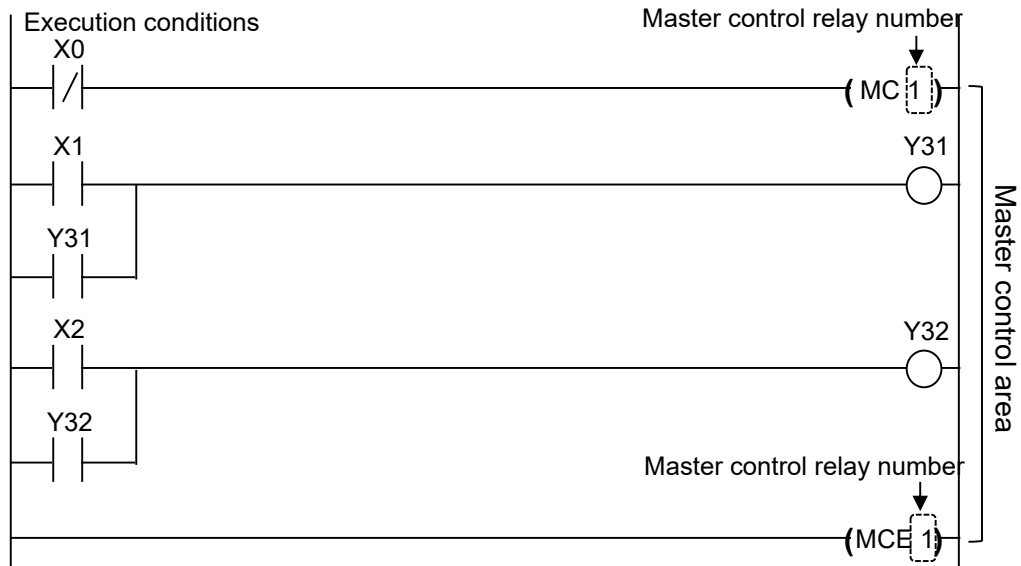 Execution conditions
Master control relay number
X0
( MC 1 )
X1
Y31
Y31
X2
Y32
Y32
Master control relay number
(MCE 1)
Master control area